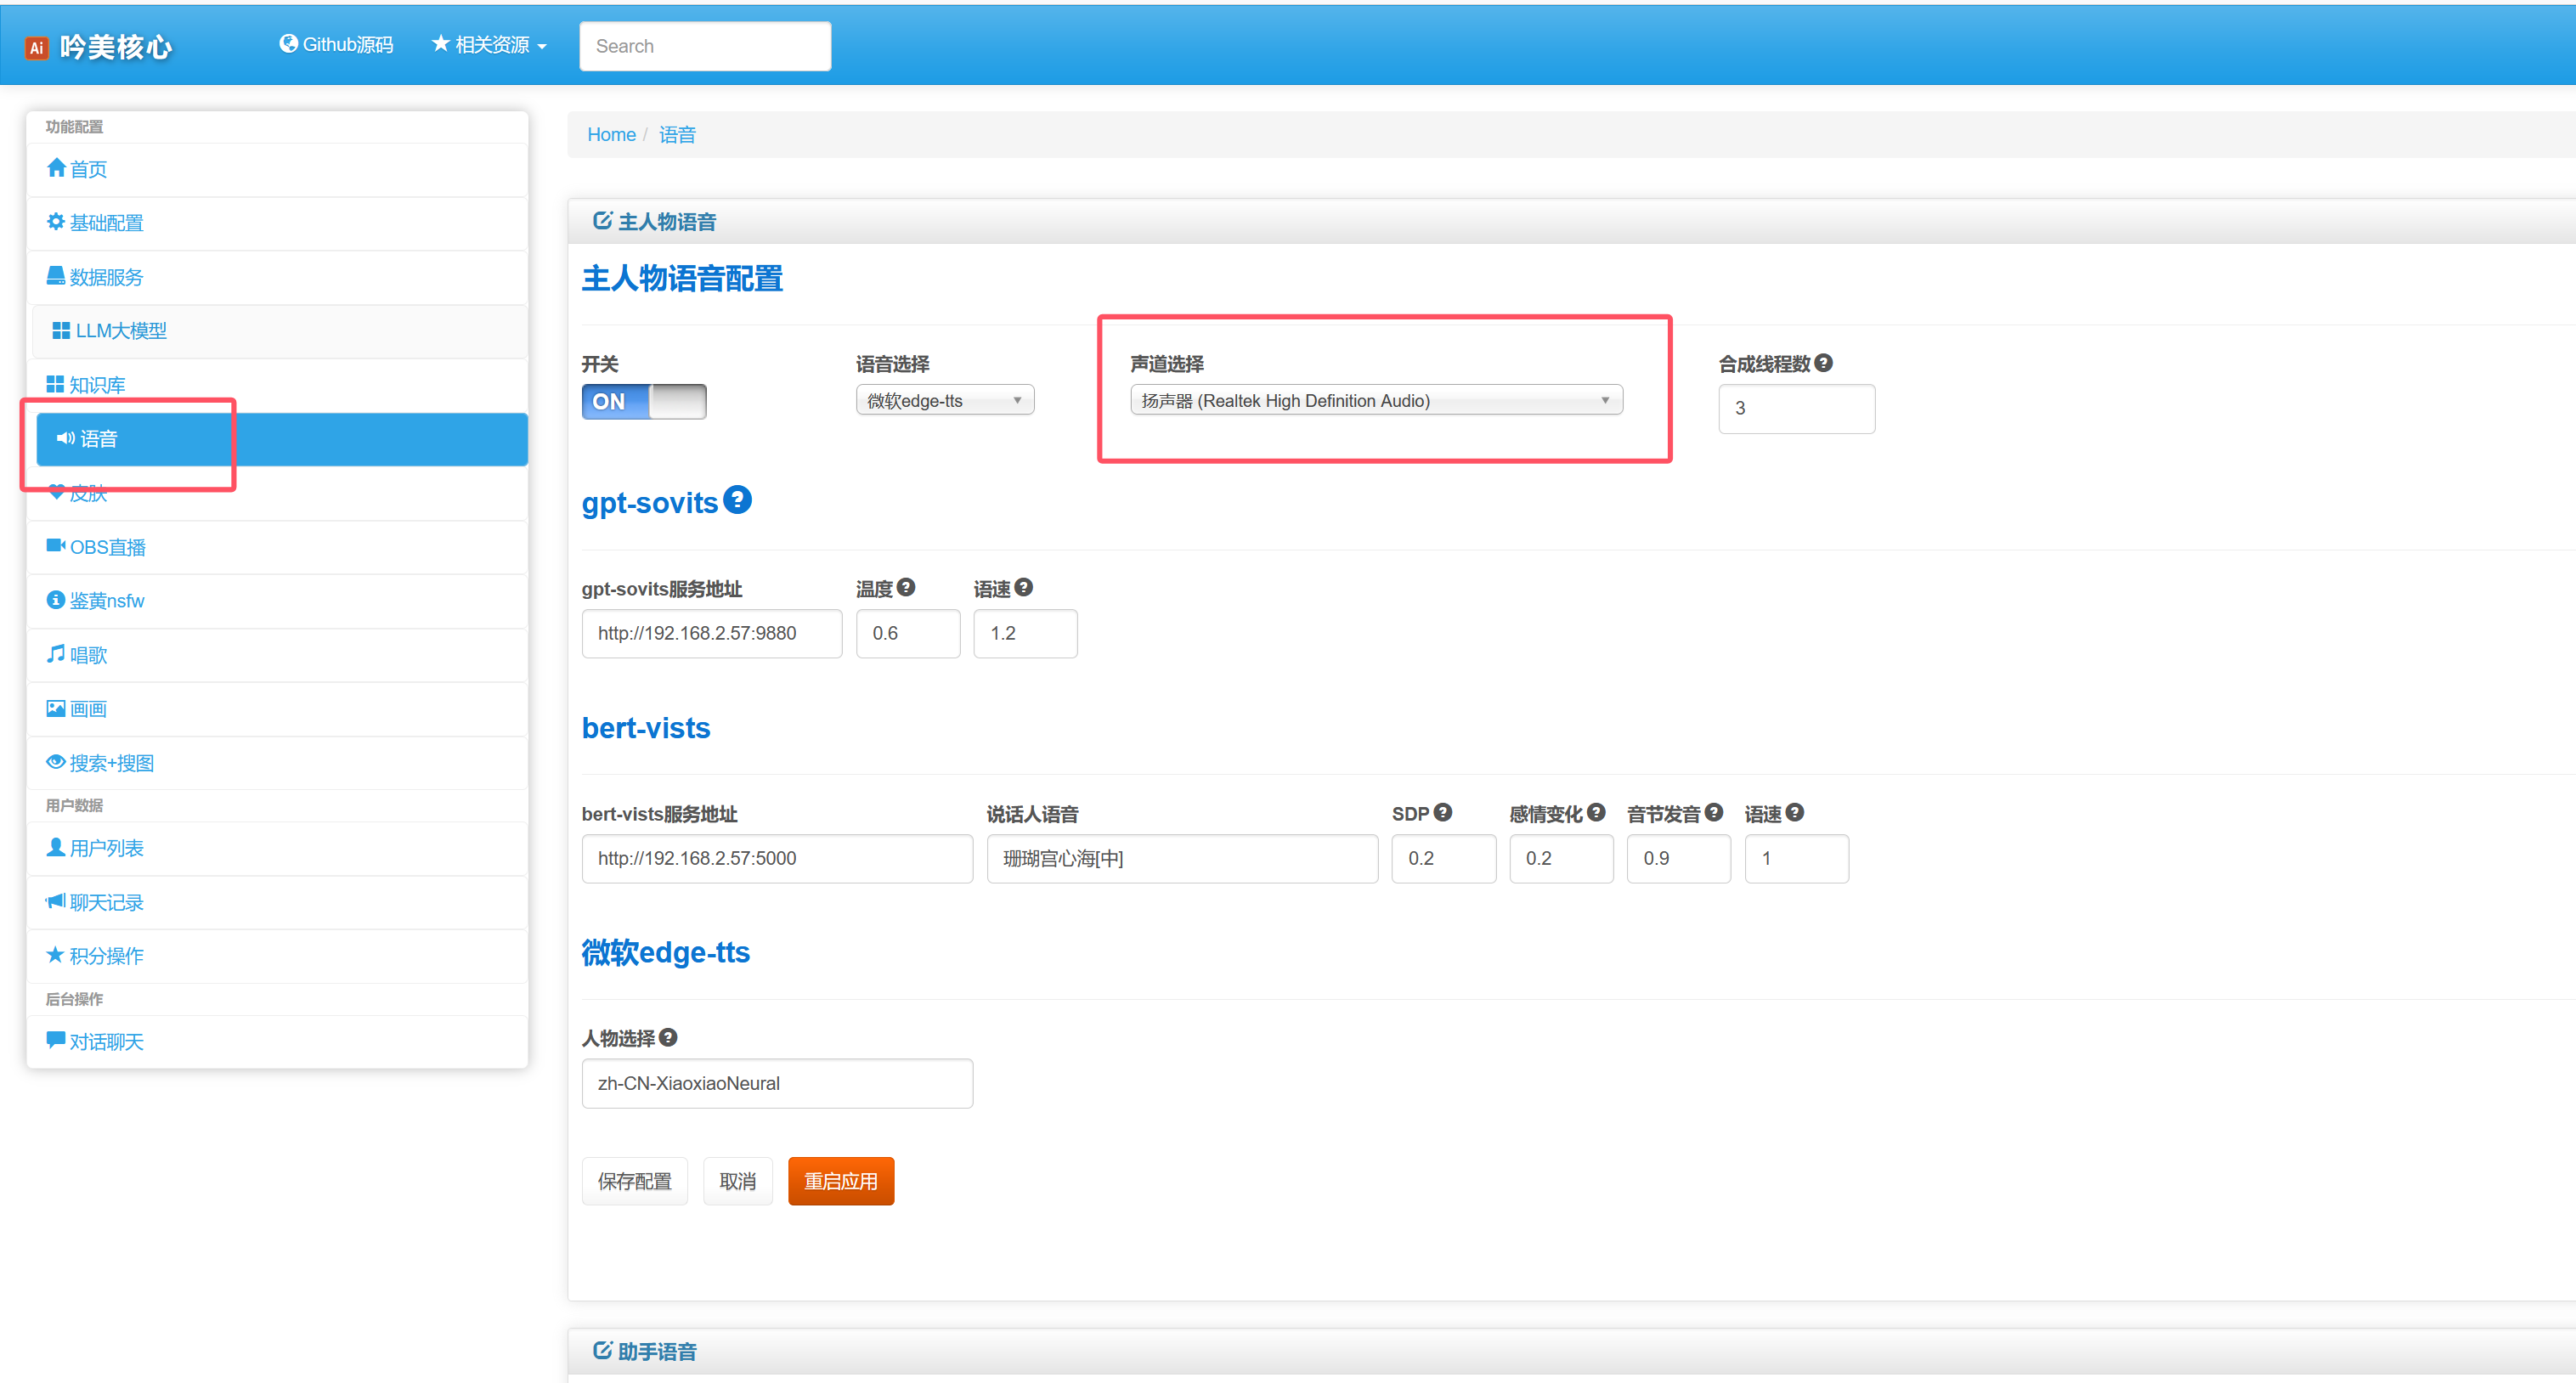 Ai 吟美核心
Github源码
相关资源
Search
功能配置
首页
基础配置
数据服务
LLM大模型
知识库
语音
皮肤
OBS直播
鉴黄nsfw
唱歌
画画
搜索+搜图
用户数据
用户列表
聊天记录
积分操作
后台操作
对话聊天
Home / 语音
主人物语音
主人物语音配置
开关 语音选择 声道选择 合成线程数
ON 微软edge-tts 扬声器 (Realtek High Definition Audio) 3
gpt-sovits
gpt-sovits服务地址 温度 语速
http://192.168.2.57:9880 0.6 1.2
bert-vists
bert-vists服务地址 说话人语音 SDP 感情变化 音节发音 语速
http://192.168.2.57:5000 珊瑚宫心海[中] 0.2 0.2 0.9 1
微软edge-tts
人物选择
zh-CN-XiaoxiaoNeural
保存配置 取消 重启应用
助手语音